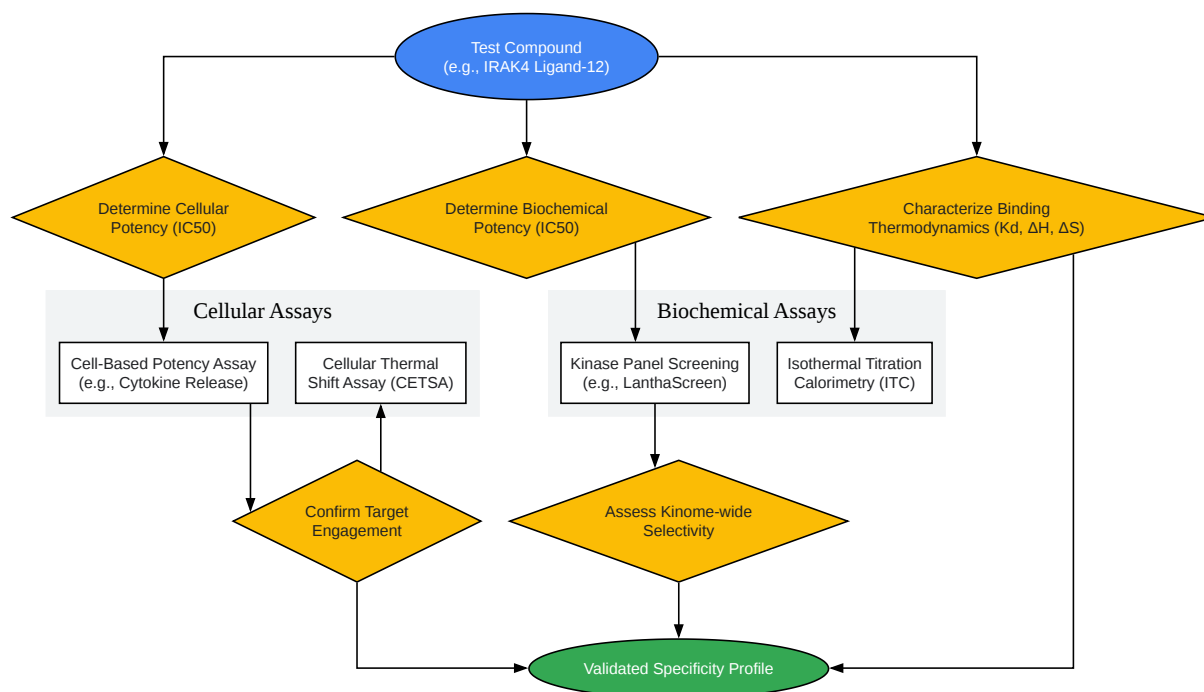 Test Compound
(e.g., IRAK4 Ligand-12)
Determine Cellular
Potency (IC50)
Determine Biochemical
Potency (IC50)
Characterize Binding
Thermodynamics (Kd, ΔH, ΔS)
Cellular Assays
Biochemical Assays
Cell-Based Potency Assay
(e.g., Cytokine Release)
Cellular Thermal
Shift Assay (CETSA)
Kinase Panel Screening
(e.g., LanthaScreen)
Isothermal Titration
Calorimetry (ITC)
Confirm Target
Engagement
Assess Kinome-wide
Selectivity
Validated Specificity Profile